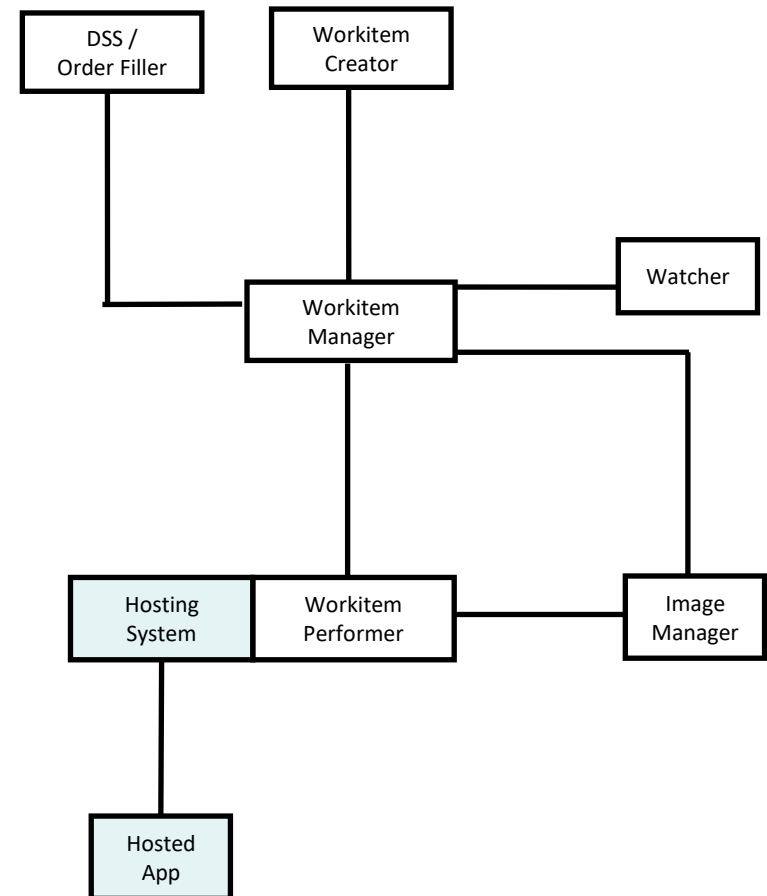 DSS /
Order Filler
Workitem
Creator
Watcher
Workitem
Manager
Hosting
System
Workitem
Performer
Image
Manager
Hosted
App